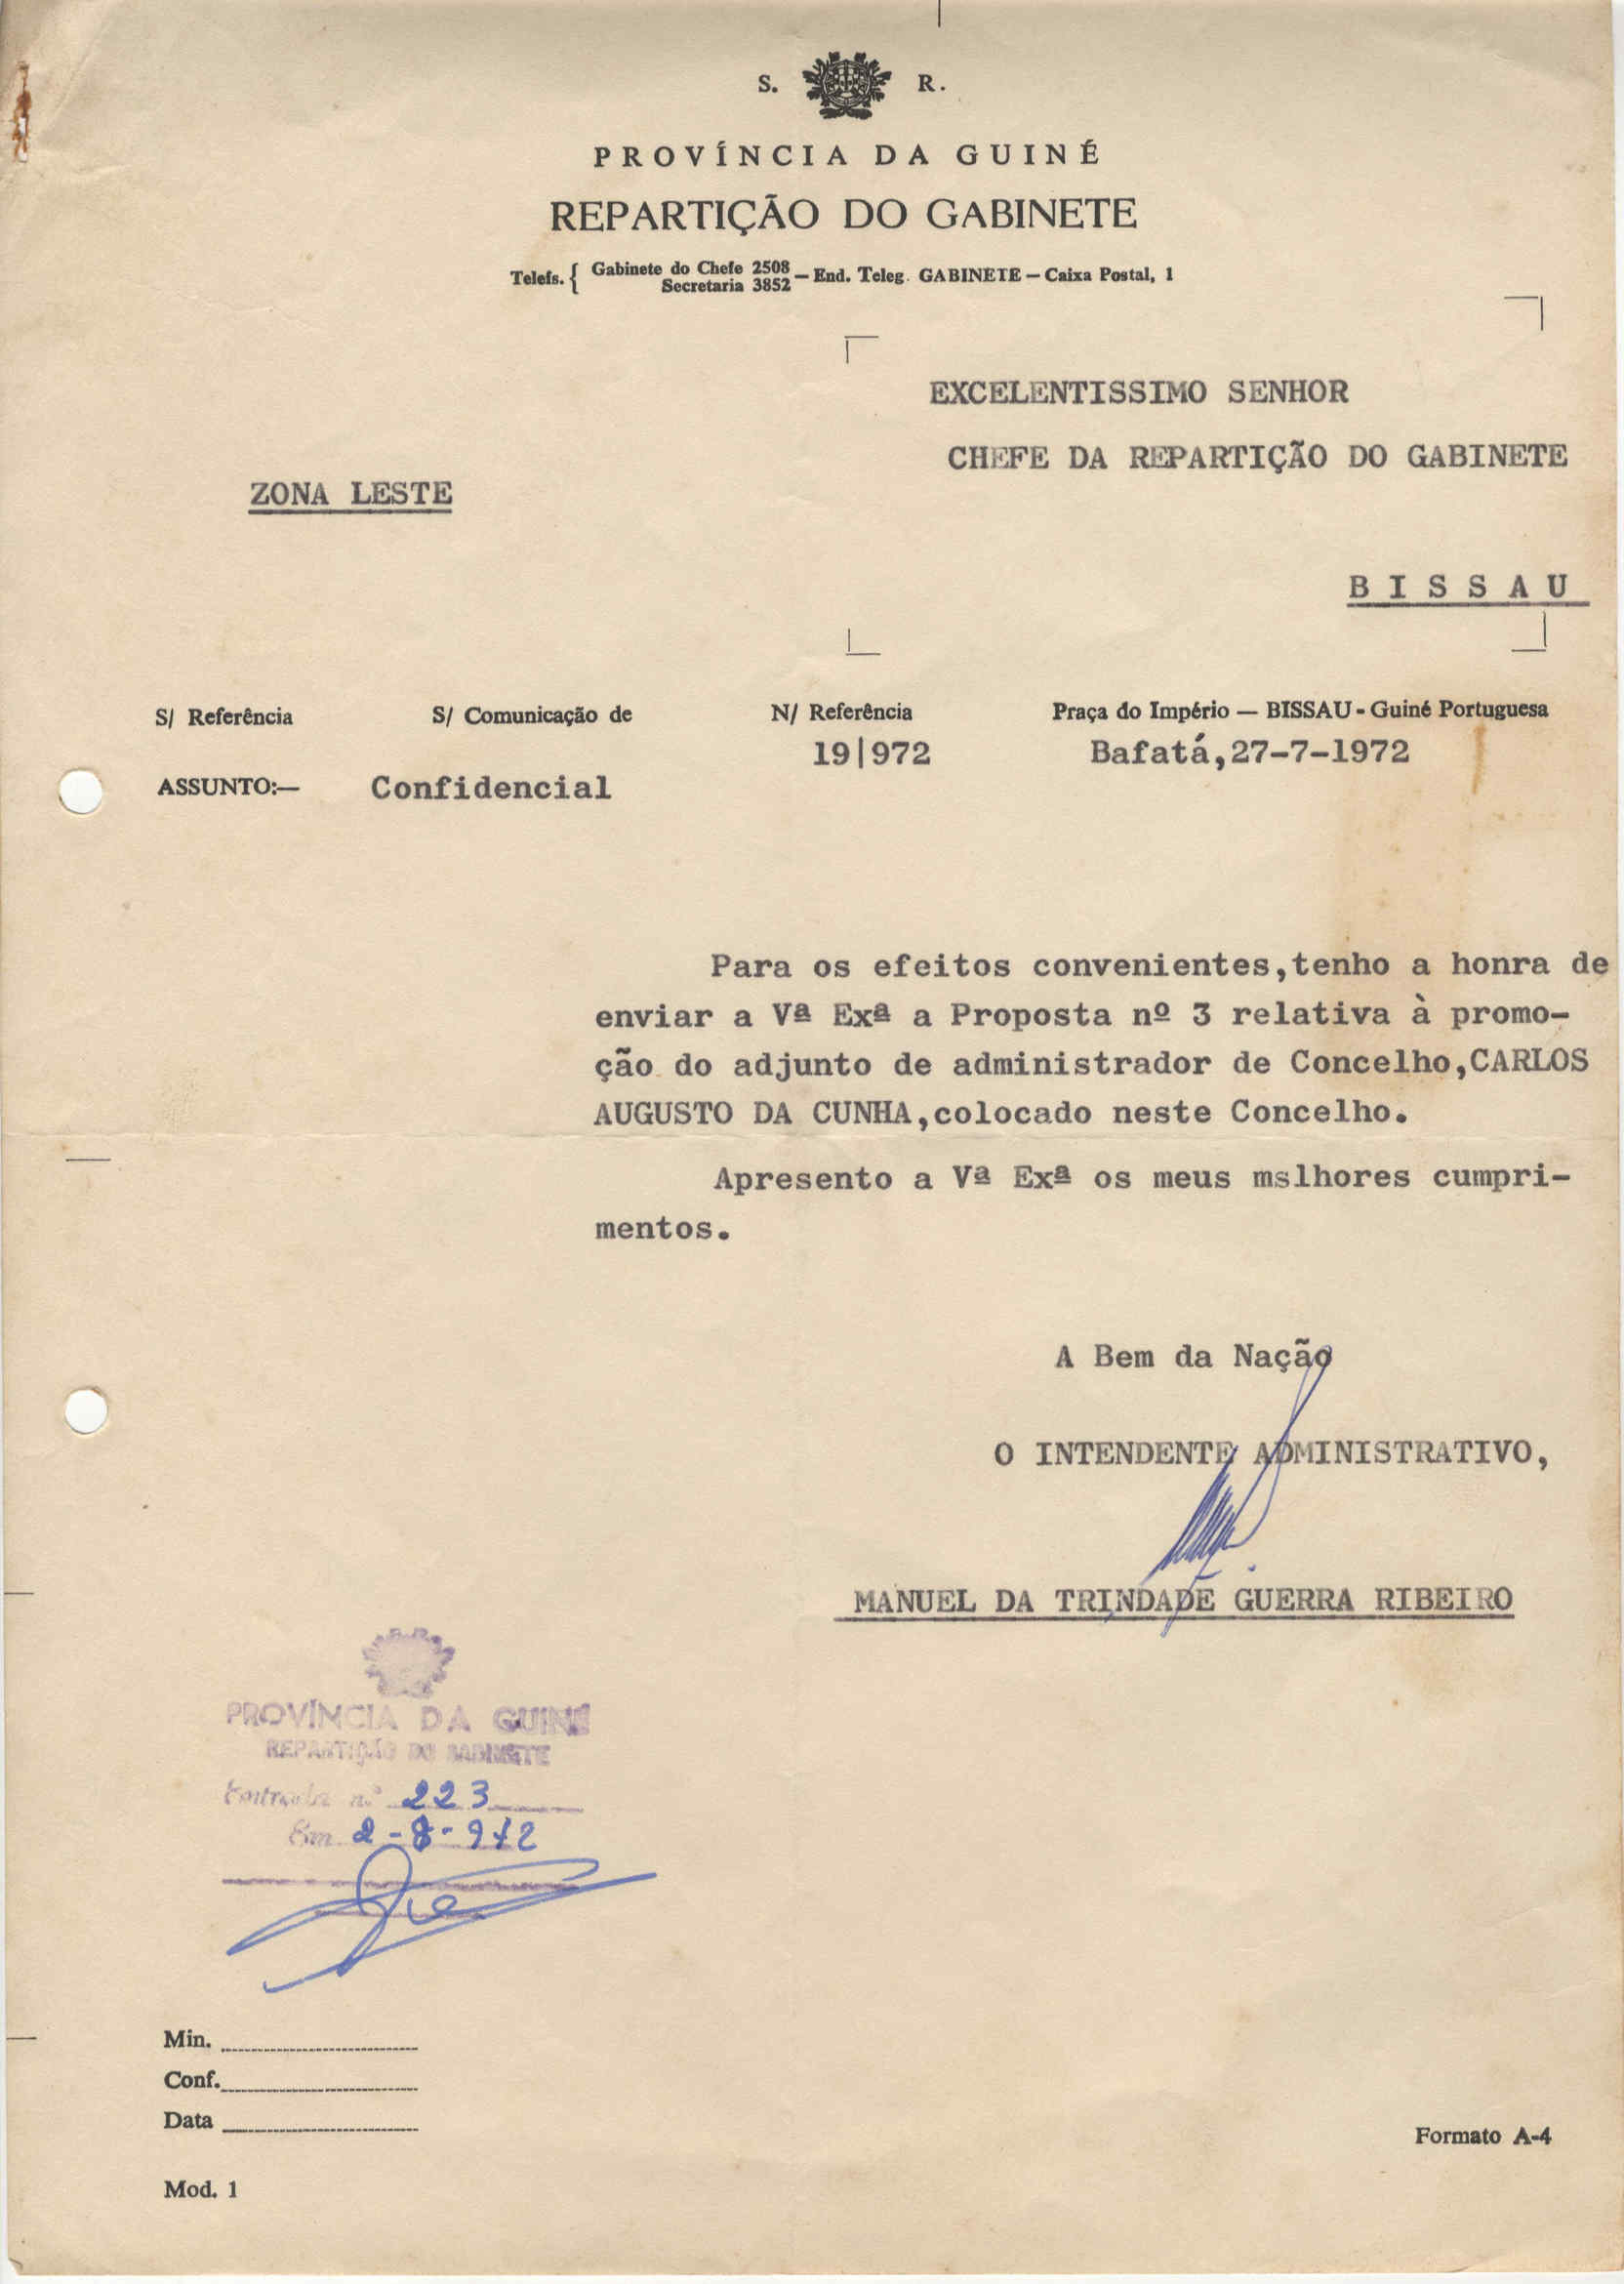 S. R.
PROVÍNCIA DA GUINÉ
REPARTIÇÃO DO GABINETE
Telefs. { Gabinete do Chefe 2508 — End. Teleg. GABINETE — Caixa Postal, 1
Secretaria 3852
EXCELENTISSIMO SENHOR
CHEFE DA REPARTIÇÃO DO GABINETE
ZONA LESTE
B I S S A U
S/ Referência S/ Comunicação de N/ Referência Praça do Império — BISSAU - Guiné Portuguesa
19|972 Bafatá,27-7-1972
ASSUNTO:— Confidencial
Para os efeitos convenientes,tenho a honra de
enviar a Vª Exª a Proposta nº 3 relativa à promo-
ção do adjunto de administrador de Concelho,CARLOS
AUGUSTO DA CUNHA,colocado neste Concelho.
Apresento a Vª Exª os meus mslhores cumpri-
mentos.
A Bem da Nação
O INTENDENTE ADMINISTRATIVO,
MANUEL DA TRINDADE GUERRA RIBEIRO
PROVÍNCIA DA GUINÉ
REPARTIÇÃO DO GABINETE
Entrada n.º 223
Em 2-8-972
Min.
Conf.
Data
Formato A-4
Mod. 1